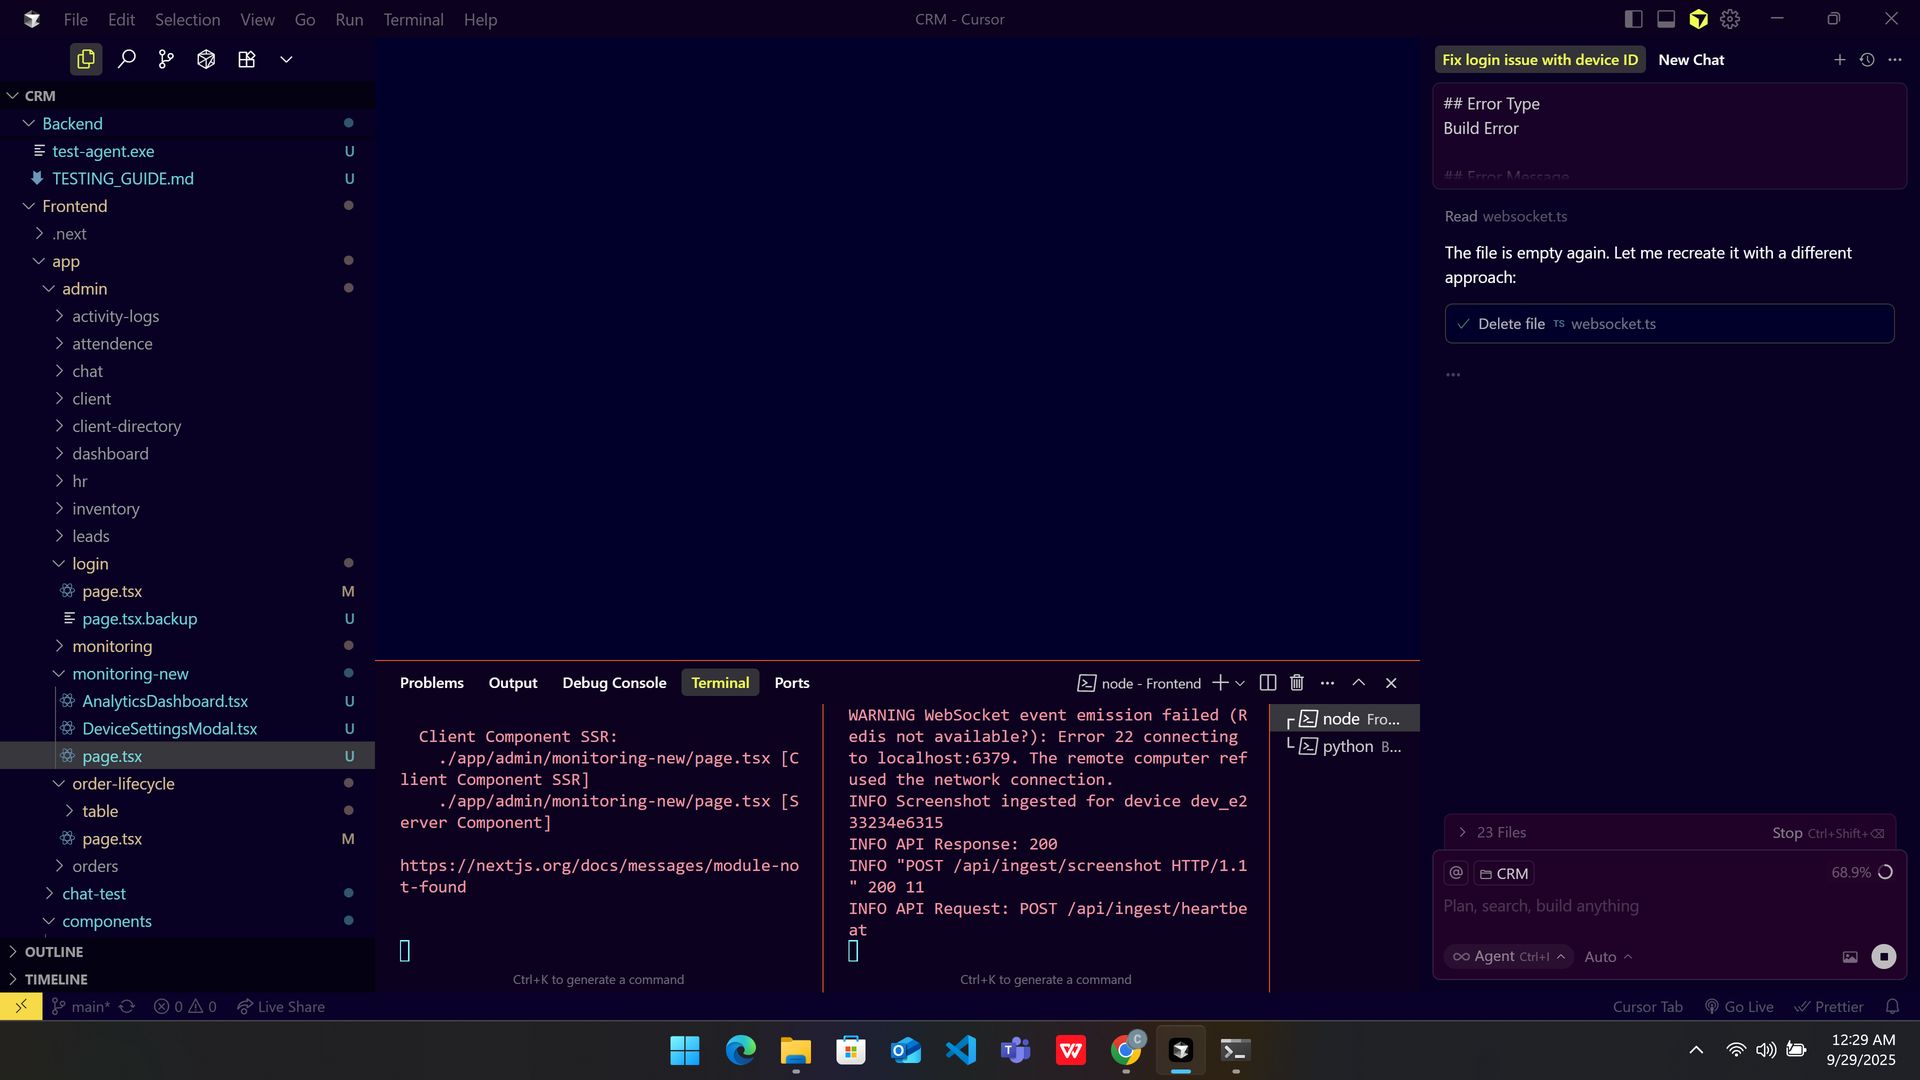 File Edit Selection View Go Run Terminal Help
CRM - Cursor
CRM
Backend
test-agent.exe U
TESTING_GUIDE.md U
Frontend
.next
app
admin
activity-logs
attendence
chat
client
client-directory
dashboard
hr
inventory
leads
login
page.tsx M
page.tsx.backup U
monitoring
monitoring-new
AnalyticsDashboard.tsx U
DeviceSettingsModal.tsx U
page.tsx U
order-lifecycle
table
page.tsx M
orders
chat-test
components
OUTLINE
TIMELINE
Problems Output Debug Console Terminal Ports
node - Frontend
Client Component SSR:
./app/admin/monitoring-new/page.tsx [C
lient Component SSR]
./app/admin/monitoring-new/page.tsx [S
erver Component]
https://nextjs.org/docs/messages/module-no
t-found
Ctrl+K to generate a command
WARNING WebSocket event emission failed (R
edis not available?): Error 22 connecting
to localhost:6379. The remote computer ref
used the network connection.
INFO Screenshot ingested for device dev_e2
33234e6315
INFO API Response: 200
INFO "POST /api/ingest/screenshot HTTP/1.1
" 200 11
INFO API Request: POST /api/ingest/heartbe
at
Ctrl+K to generate a command
node Fro...
python B...
Fix login issue with device ID New Chat
## Error Type
Build Error
## Error Message
Read websocket.ts
The file is empty again. Let me recreate it with a different
approach:
Delete file TS websocket.ts
23 Files Stop Ctrl+Shift+⌫
@ CRM 68.9%
Plan, search, build anything
Agent Ctrl+I Auto
main* 0 0 Live Share
Cursor Tab Go Live Prettier
C
12:29 AM
9/29/2025